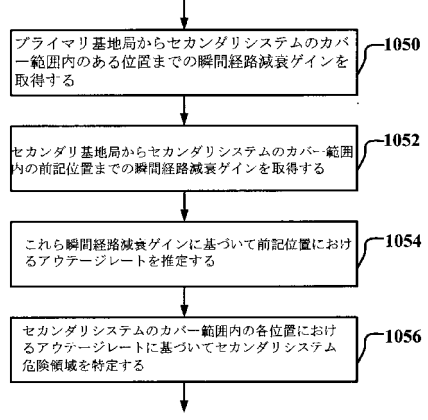 プライマリ基地局からセカンダリシステムのカバ
ー範囲内のある位置までの瞬間経路減衰ゲインを
取得する
1050
セカンダリ基地局からセカンダリシステムのカバー範囲
内の前記位置までの瞬間経路減衰ゲインを取得する
1052
これら瞬間経路減衰ゲインに基づいて前記位置におけ
るアウテージレートを推定する
1054
セカンダリシステムのカバー範囲内の各位置におけ
るアウテージレートに基づいてセカンダリシステム
危険領域を特定する
1056